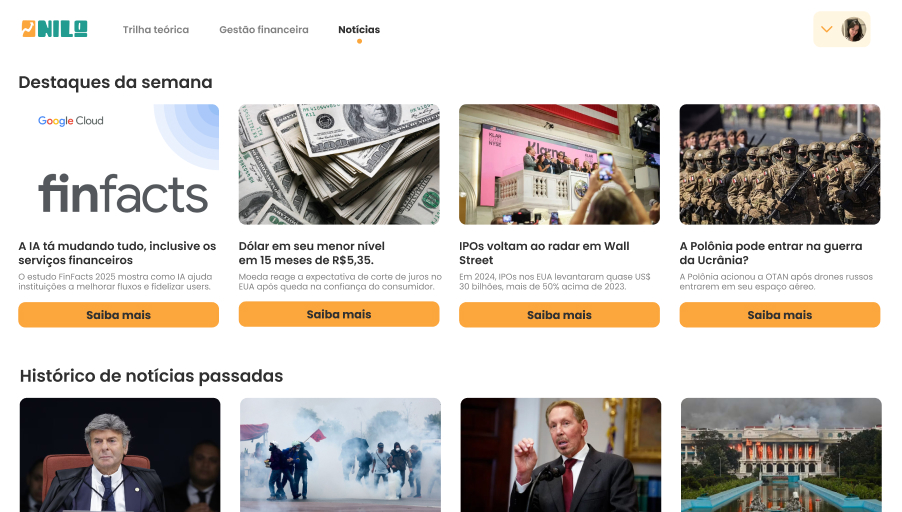 NILO
Trilha teórica
Gestão financeira
Notícias
Destaques da semana
Google Cloud
finfacts
KLAR
NYSE
Klarna
A IA tá mudando tudo, inclusive os
serviços financeiros
O estudo FinFacts 2025 mostra como IA ajuda
instituições a melhorar fluxos e fidelizar users.
Saiba mais
Dólar em seu menor nível
em 15 meses de R$5,35.
Moeda reage a expectativa de corte de juros no
EUA após queda na confiança do consumidor.
Saiba mais
IPOs voltam ao radar em Wall
Street
Em 2024, IPOs nos EUA levantaram quase US$
30 bilhões, mais de 50% acima de 2023.
Saiba mais
A Polônia pode entrar na guerra
da Ucrânia?
A Polônia acionou a OTAN após drones russos
entrarem em seu espaço aéreo.
Saiba mais
Histórico de notícias passadas